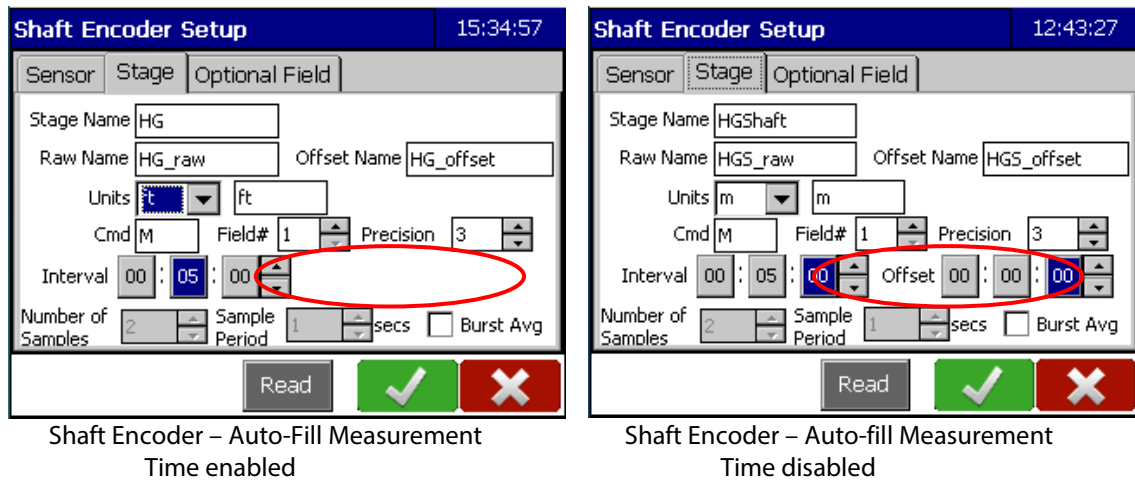 Shaft Encoder Setup 15:34:57
Sensor Stage Optional Field
Stage Name HG
Raw Name HG_raw Offset Name HG_offset
Units t ft
Cmd M Field# 1 Precision 3
Interval 00 : 05 : 00
Number of Samples 2 Sample Period 1 secs Burst Avg
Read
Shaft Encoder – Auto-Fill Measurement
Time enabled
Shaft Encoder Setup 12:43:27
Sensor Stage Optional Field
Stage Name HGShaft
Raw Name HGS_raw Offset Name HGS_offset
Units m m
Cmd M Field# 1 Precision 3
Interval 00 : 05 : 00 Offset 00 : 00 : 00
Number of Samples 2 Sample Period 1 secs Burst Avg
Read
Shaft Encoder – Auto-fill Measurement
Time disabled